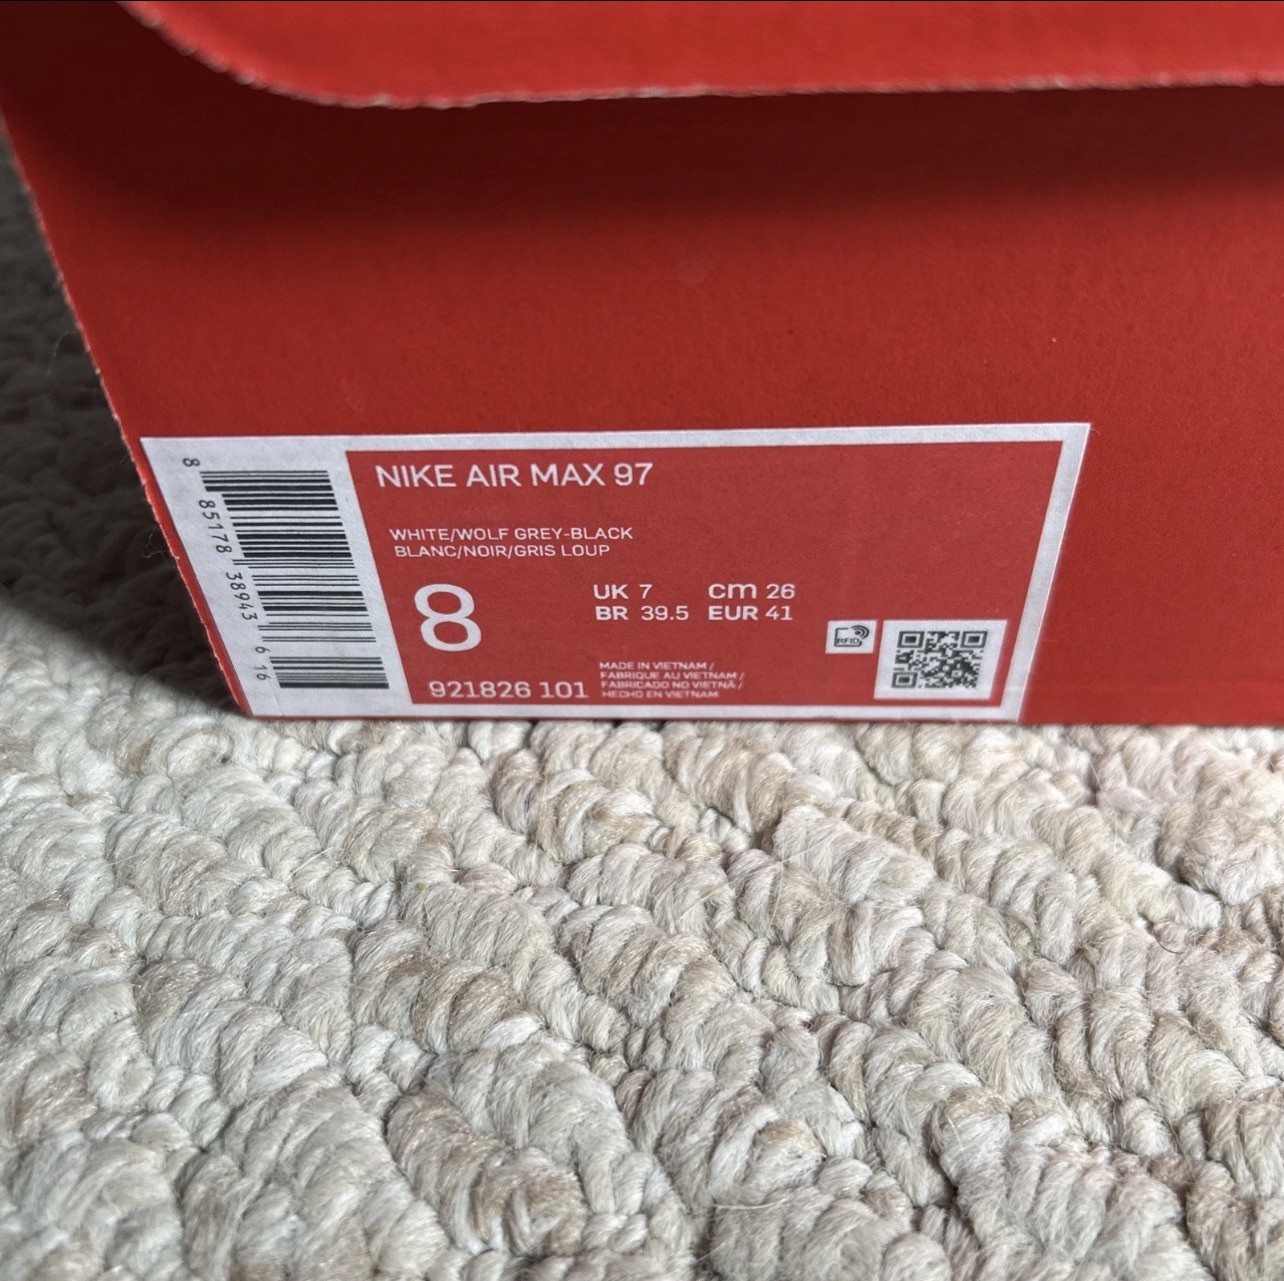 NIKE AIR MAX 97
WHITE/WOLF GREY-BLACK
BLANC/NOIR/GRIS LOUP
8
UK 7 cm 26
BR 39.5 EUR 41
921826 101
MADE IN VIETNAM /
FABRIQUE AU VIETNAM /
FABRICADO NO VIETNÃ /
HECHO EN VIETNAM
RFID
8 85178 38943 6 16